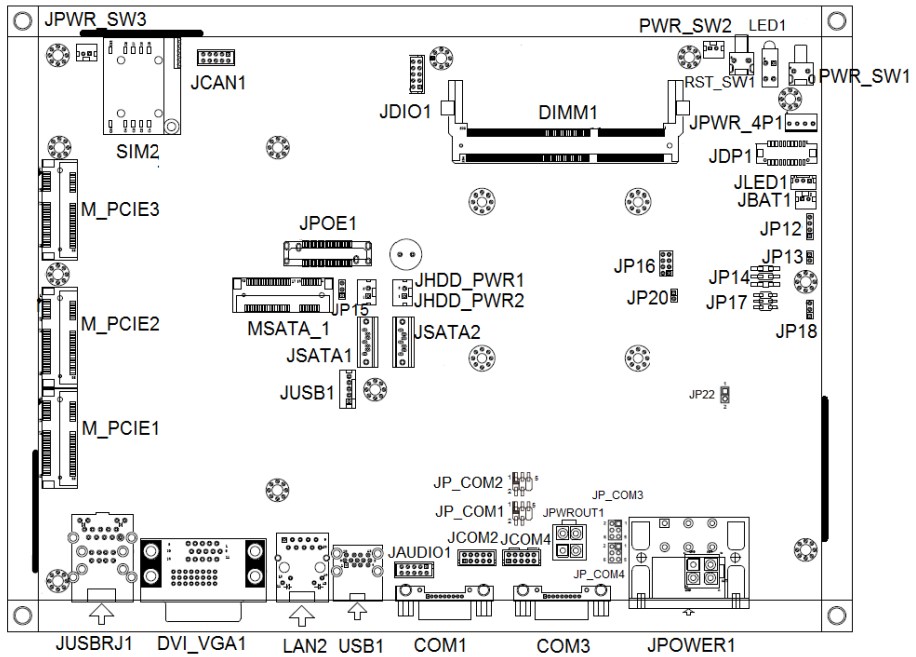 JPWR_SW3
PWR_SW2
LED1
JCAN1
JDIO1
DIMM1
RST_SW1
PWR_SW1
SIM2
JPWR_4P1
JDP1
M_PCIE3
JLED1
JBAT1
JPOE1
JP12
JP16
JP13
JP14
JHDD_PWR1
JHDD_PWR2
JP15
JP20
JP17
M_PCIE2
MSATA_1
JSATA1
JSATA2
JP18
JUSB1
JP22
1
2
M_PCIE1
JP_COM2
JP_COM3
JP_COM1
JPWROUT1
JCOM2
JCOM4
JAUDIO1
JP_COM4
JUSBRJ1
DVI_VGA1
LAN2
USB1
COM1
COM3
JPOWER1